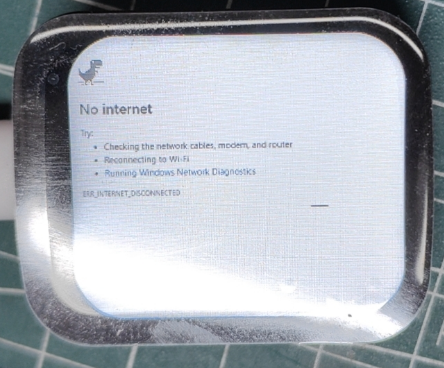 No internet
Try:
• Checking the network cables, modem, and router
• Reconnecting to Wi-Fi
• Running Windows Network Diagnostics
ERR_INTERNET_DISCONNECTED